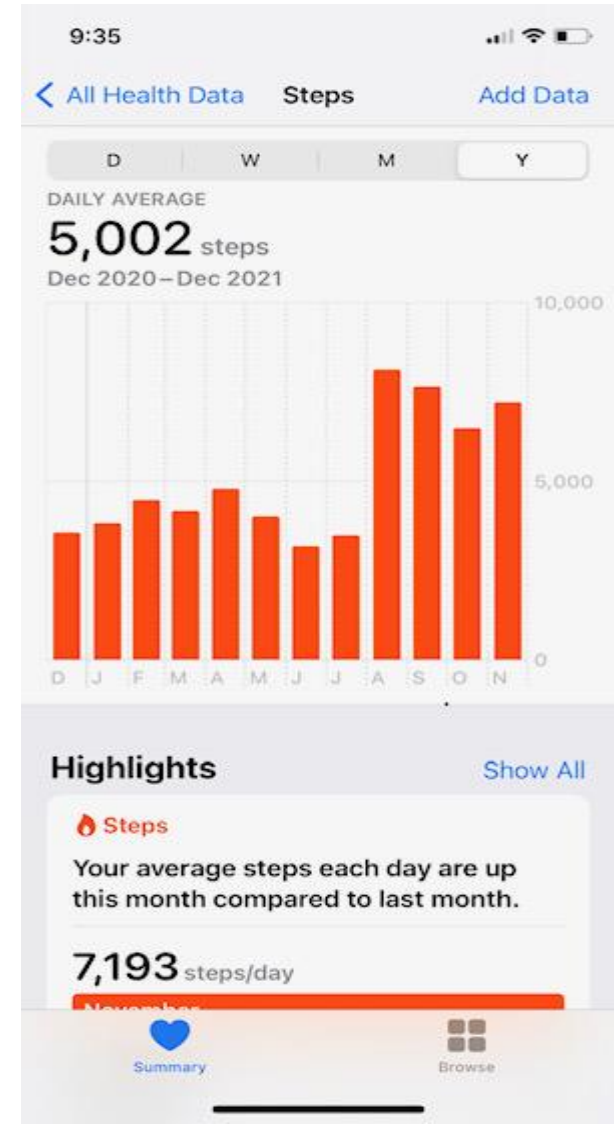 9:35
All Health Data Steps Add Data
D W M Y
DAILY AVERAGE
5,002 steps
Dec 2020–Dec 2021
10,000
5,000
0
D J F M A M J J A S O N
Highlights Show All
Steps
Your average steps each day are up
this month compared to last month.
7,193 steps/day
November
Summary Browse